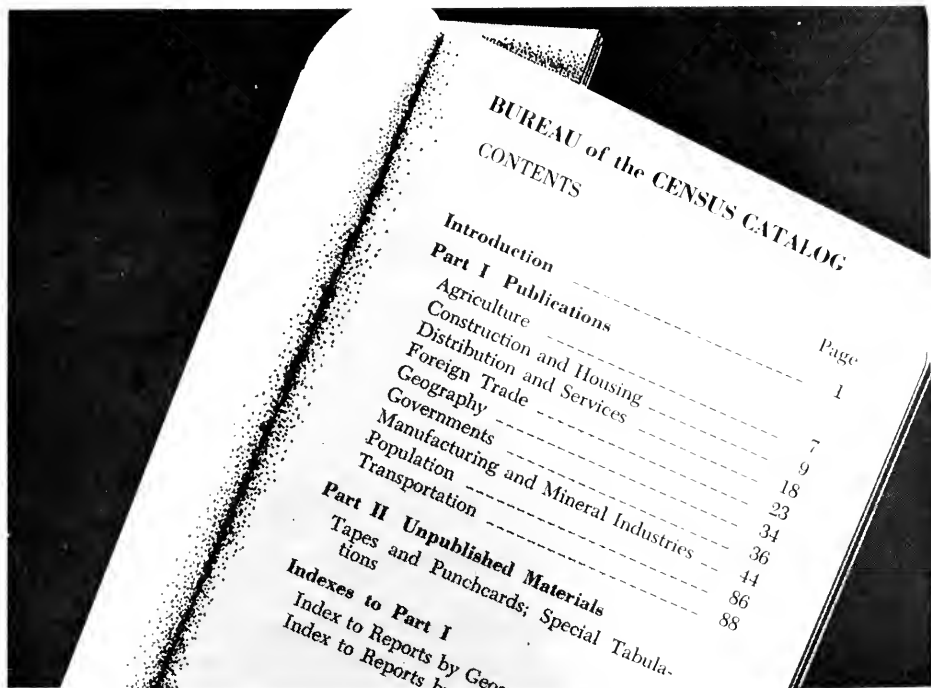 BUREAU of the CENSUS CATALOG
CONTENTS
Page
Introduction 1
Part I Publications
Agriculture 7
Construction and Housing 9
Distribution and Services 18
Foreign Trade 23
Geography 34
Governments 36
Manufacturing and Mineral Industries 44
Population 86
Transportation 88
Part II Unpublished Materials
Tapes and Punchcards; Special Tabula-
tions
Indexes to Part I
Index to Reports by
Index to Reports